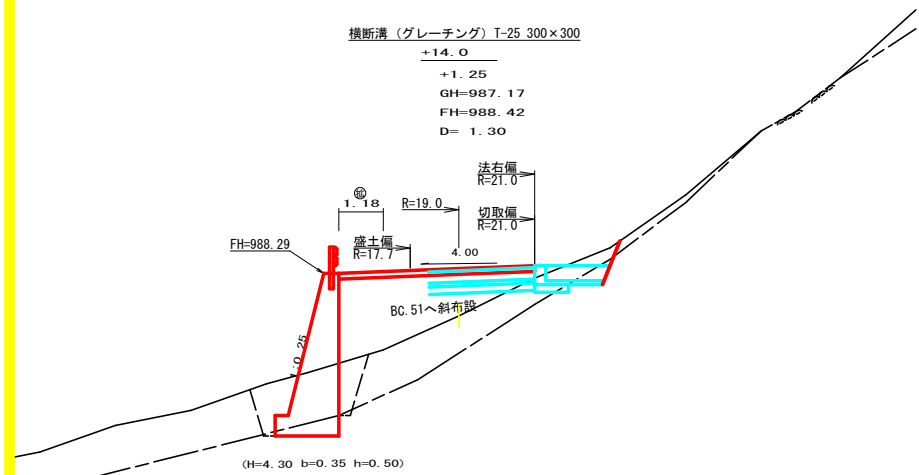 横断溝（グレーチング）T-25 300×300
+14.0
+1.25
GH=987.17
FH=988.42
D= 1.30
法右偏
R=21.0
拡
1.18
R=19.0
切取偏
R=21.0
FH=988.29
盛土偏
R=17.7
4.00
BC.51へ斜布設
1:0.25
(H=4.30 b=0.35 h=0.50)